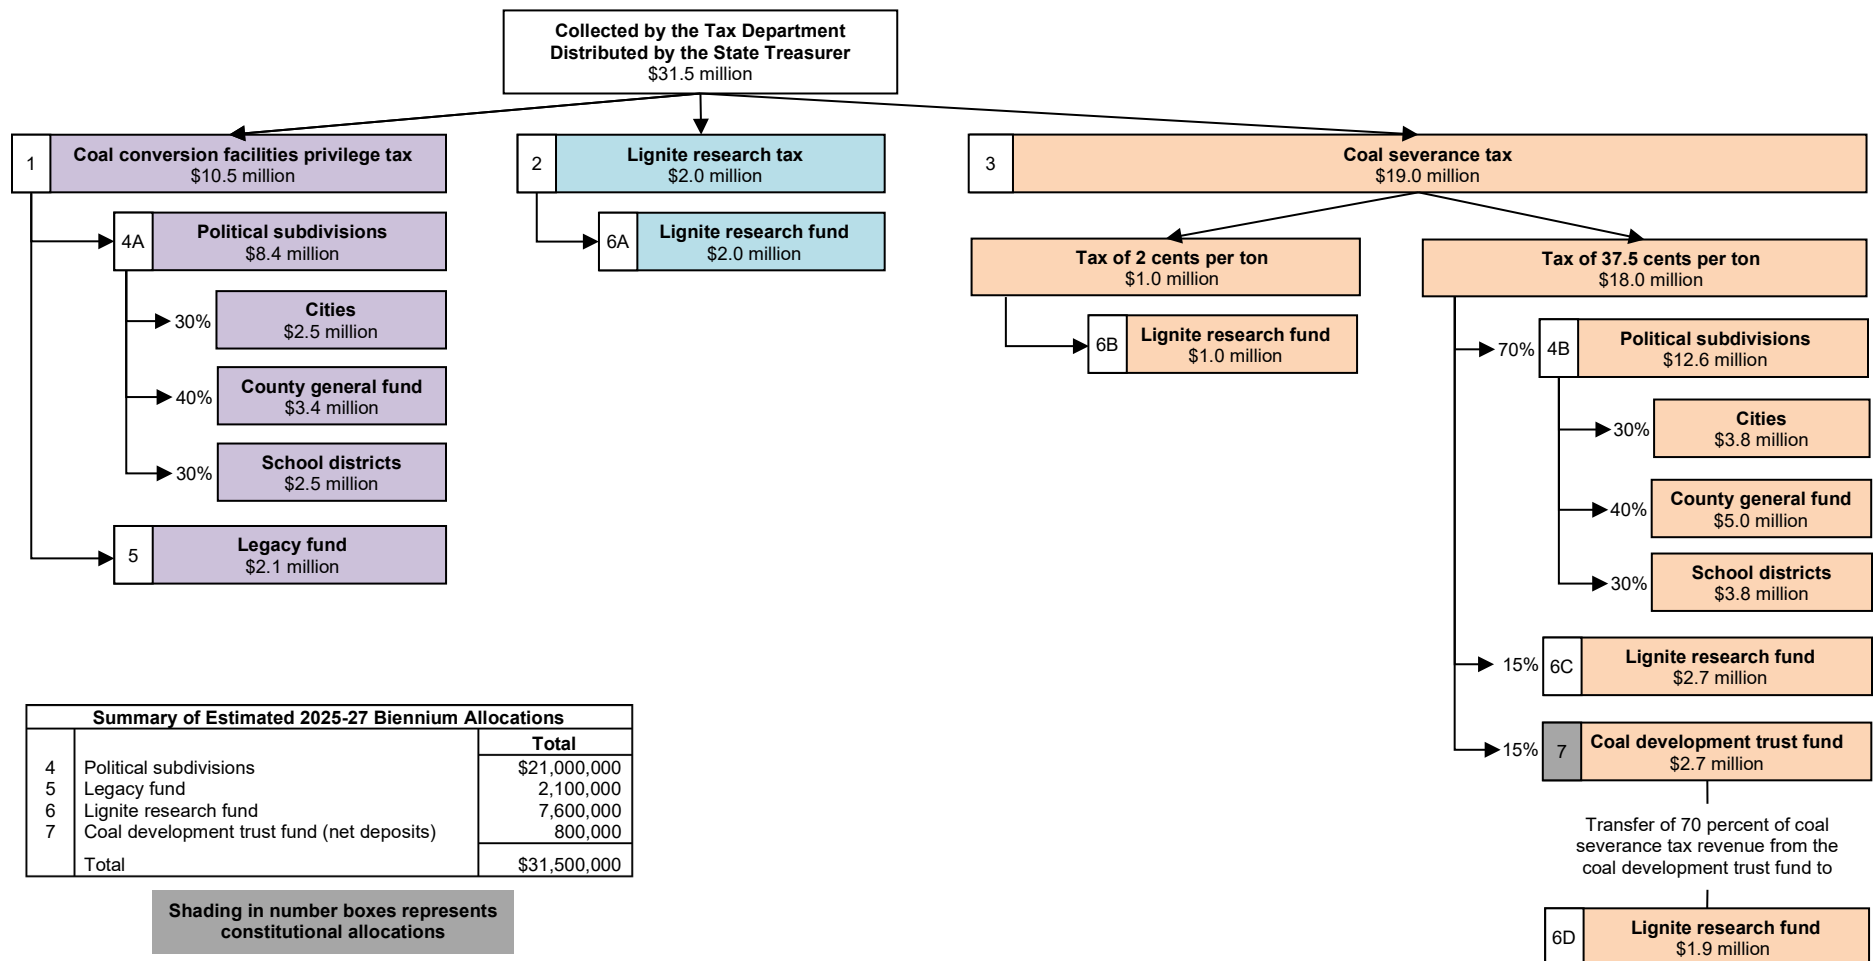 Collected by the Tax Department
Distributed by the State Treasurer
$31.5 million
1
Coal conversion facilities privilege tax
$10.5 million
4A
Political subdivisions
$8.4 million
30%
Cities
$2.5 million
40%
County general fund
$3.4 million
30%
School districts
$2.5 million
5
Legacy fund
$2.1 million
2
Lignite research tax
$2.0 million
6A
Lignite research fund
$2.0 million
3
Coal severance tax
$19.0 million
Tax of 2 cents per ton
$1.0 million
6B
Lignite research fund
$1.0 million
Tax of 37.5 cents per ton
$18.0 million
70%
4B
Political subdivisions
$12.6 million
30%
Cities
$3.8 million
40%
County general fund
$5.0 million
30%
School districts
$3.8 million
15%
6C
Lignite research fund
$2.7 million
15%
7
Coal development trust fund
$2.7 million
Transfer of 70 percent of coal
severance tax revenue from the
coal development trust fund to
6D
Lignite research fund
$1.9 million
Summary of Estimated 2025-27 Biennium Allocations
Total
4 Political subdivisions $21,000,000
5 Legacy fund 2,100,000
6 Lignite research fund 7,600,000
7 Coal development trust fund (net deposits) 800,000
Total $31,500,000
Shading in number boxes represents
constitutional allocations